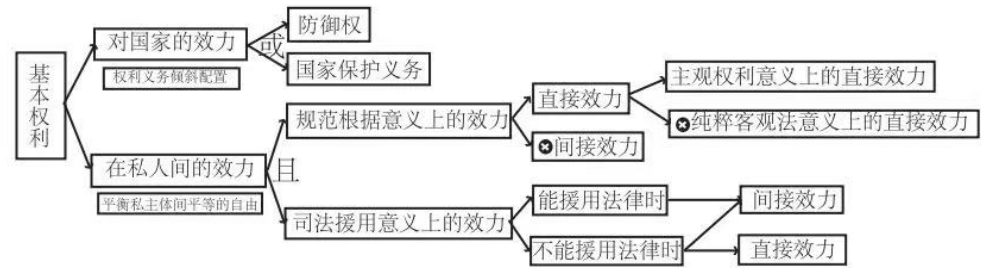 基本权利
对国家的效力
权利义务倾斜配置
或
防御权
国家保护义务
在私人间的效力
平衡私主体间平等的自由
且
规范根据意义上的效力
直接效力
主观权利意义上的直接效力
纯粹客观法意义上的直接效力
间接效力
司法援用意义上的效力
能援用法律时
间接效力
不能援用法律时
直接效力